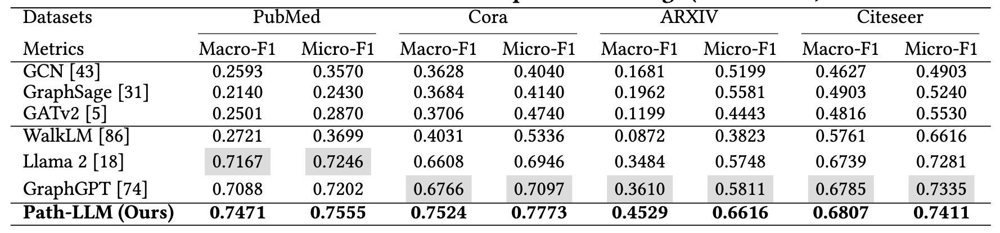 Datasets PubMed Cora ARXIV Citeseer
Metrics Macro-F1 Micro-F1 Macro-F1 Micro-F1 Macro-F1 Micro-F1 Macro-F1 Micro-F1
GCN [43] 0.2593 0.3570 0.3628 0.4040 0.1681 0.5199 0.4627 0.4903
GraphSage [31] 0.2140 0.2430 0.3684 0.4140 0.1962 0.5581 0.4903 0.5240
GATv2 [5] 0.2501 0.2870 0.3706 0.4740 0.1199 0.4443 0.4816 0.5530
WalkLM [86] 0.2721 0.3699 0.4031 0.5336 0.0872 0.3823 0.5761 0.6616
Llama 2 [18] 0.7167 0.7246 0.6608 0.6946 0.3484 0.5748 0.6739 0.7281
GraphGPT [74] 0.7088 0.7202 0.6766 0.7097 0.3610 0.5811 0.6785 0.7335
Path-LLM (Ours) 0.7471 0.7555 0.7524 0.7773 0.4529 0.6616 0.6807 0.7411